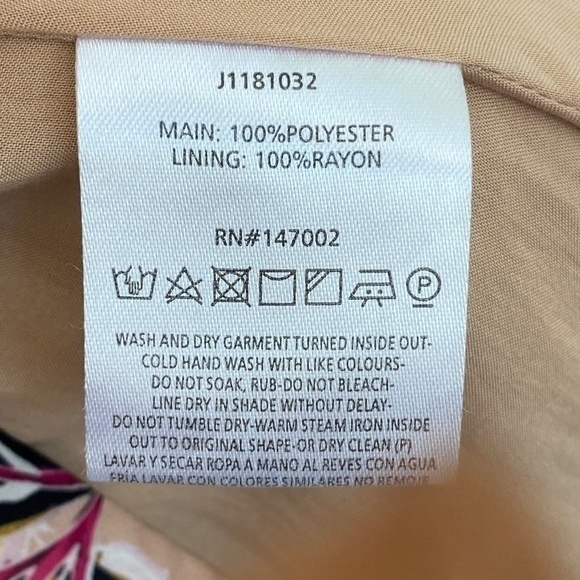 J1181032
MAIN: 100%POLYESTER
LINING: 100%RAYON
RN#147002
P
WASH AND DRY GARMENT TURNED INSIDE OUT-
COLD HAND WASH WITH LIKE COLOURS-
DO NOT SOAK, RUB-DO NOT BLEACH-
LINE DRY IN SHADE WITHOUT DELAY-
DO NOT TUMBLE DRY-WARM STEAM IRON INSIDE
OUT TO ORIGINAL SHAPE-OR DRY CLEAN (P)
LAVAR Y SECAR ROPA A MANO AL REVES CON AGUA
FRIA LAVAR CON COLORES SIMILARES NO REMOJE